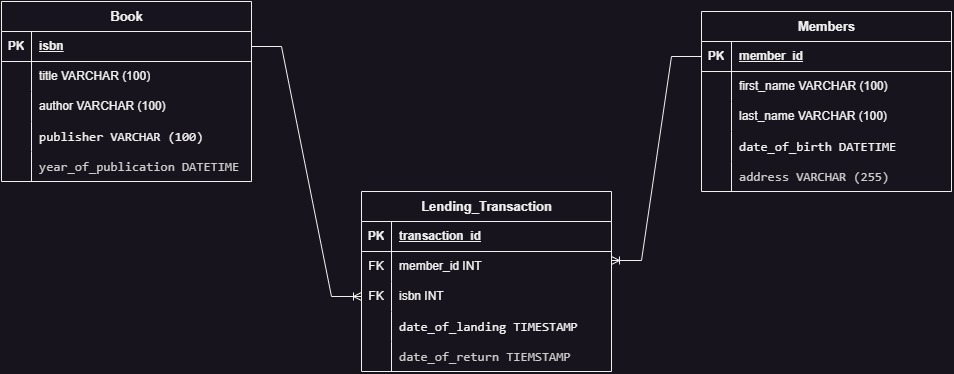 Book
PK isbn
title VARCHAR (100)
author VARCHAR (100)
publisher VARCHAR (100)
year_of_publication DATETIME
Members
PK member_id
first_name VARCHAR (100)
last_name VARCHAR (100)
date_of_birth DATETIME
address VARCHAR (255)
Lending_Transaction
PK transaction_id
FK member_id INT
FK isbn INT
date_of_landing TIMESTAMP
date_of_return TIEMSTAMP